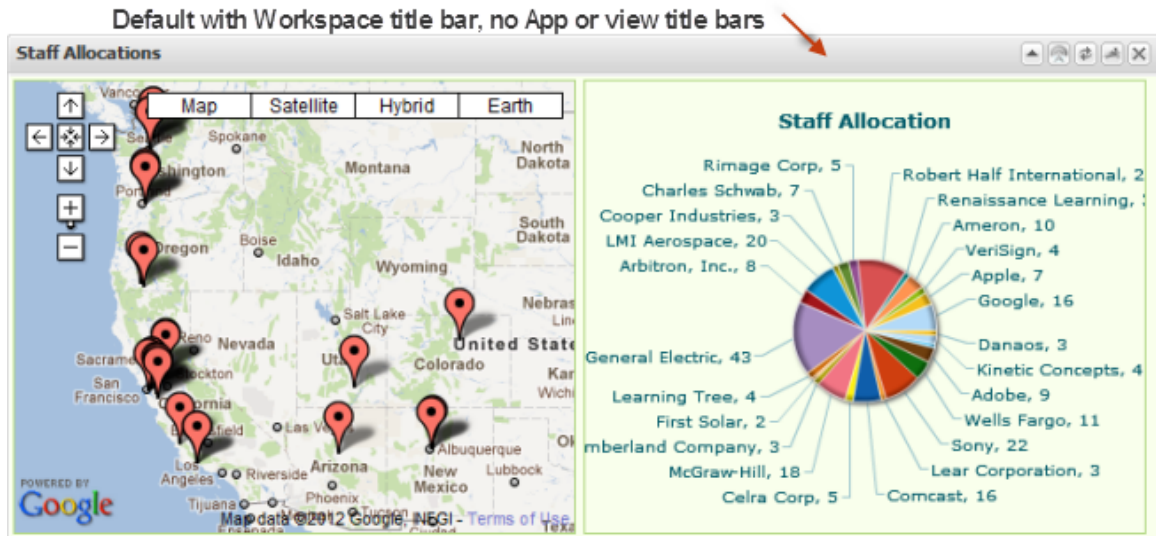 Default with Workspace title bar, no App or view title bars
Staff Allocations
Map
Satellite
Hybrid
Earth
Spokane
North
Dakota
Montana
South
Dakota
Boise
Idaho
Wyoming
Salt Lake
City
Reno
Nevada
Colorado
Albuquerque
Los
Angeles
Riverside
Arizona
New
Mexico
Lubbock
Phoenix
Tijuana
San
Francisco
POWERED BY
Google
Map data ©2012 Google, INEGI - Terms of Use
Staff Allocation
Rimage Corp, 5
Charles Schwab, 7
Cooper Industries, 3
LMI Aerospace, 20
Arbitron, Inc., 8
General Electric, 43
Learning Tree, 4
First Solar, 2
mberland Company, 3
McGraw-Hill, 18
Celra Corp, 5
Robert Half International, 2
Renaissance Learning,
Ameron, 10
VeriSign, 4
Apple, 7
Google, 16
Danaos, 3
Kinetic Concepts, 4
Adobe, 9
Wells Fargo, 11
Sony, 22
Lear Corporation, 3
Comcast, 16